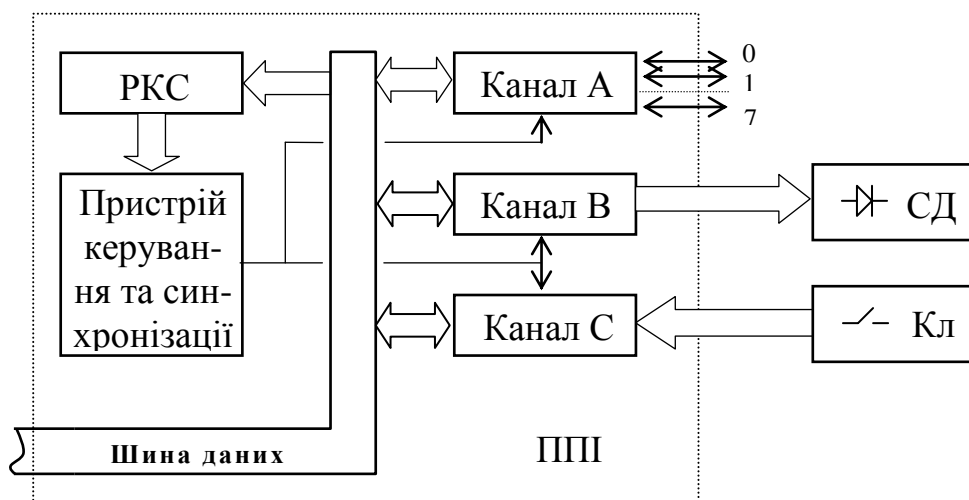 РКС
Канал А
0
1
7
Пристрій
керуван-
ня та син-
хронізації
Канал В
СД
Канал С
Кл
Шина даних
ППІ